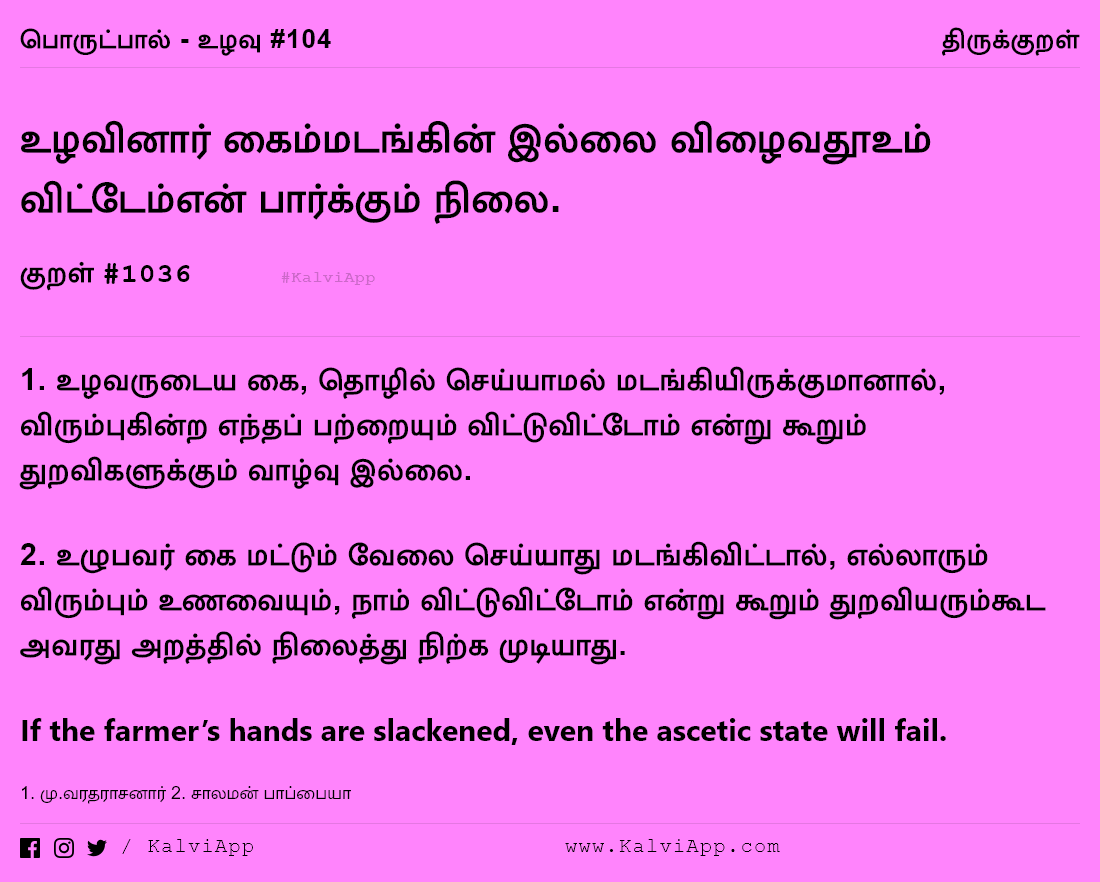 பொருட்பால் - உழவு #104 திருக்குறள்
உழவினார் கைம்மடங்கின் இல்லை விழைவதூஉம்
விட்டேம்என் பார்க்கும் நிலை.
குறள் #1036 #KalviApp
1. உழவருடைய கை, தொழில் செய்யாமல் மடங்கியிருக்குமானால்,
விரும்புகின்ற எந்தப் பற்றையும் விட்டுவிட்டோம் என்று கூறும்
துறவிகளுக்கும் வாழ்வு இல்லை.
2. உழுபவர் கை மட்டும் வேலை செய்யாது மடங்கிவிட்டால், எல்லாரும்
விரும்பும் உணவையும், நாம் விட்டுவிட்டோம் என்று கூறும் துறவியரும்கூட
அவரது அறத்தில் நிலைத்து நிற்க முடியாது.
If the farmer’s hands are slackened, even the ascetic state will fail.
1. மு.வரதராசனார் 2. சாலமன் பாப்பையா
/ KalviApp www.KalviApp.com